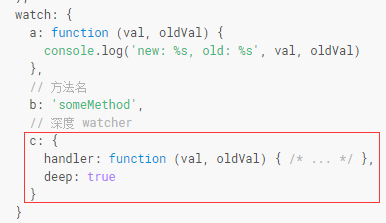 watch: {
a: function (val, oldVal) {
console.log('new: %s, old: %s', val, oldVal)
},
// 方法名
b: 'someMethod',
// 深度 watcher
c: {
handler: function (val, oldVal) { /* ... */ },
deep: true
}
}